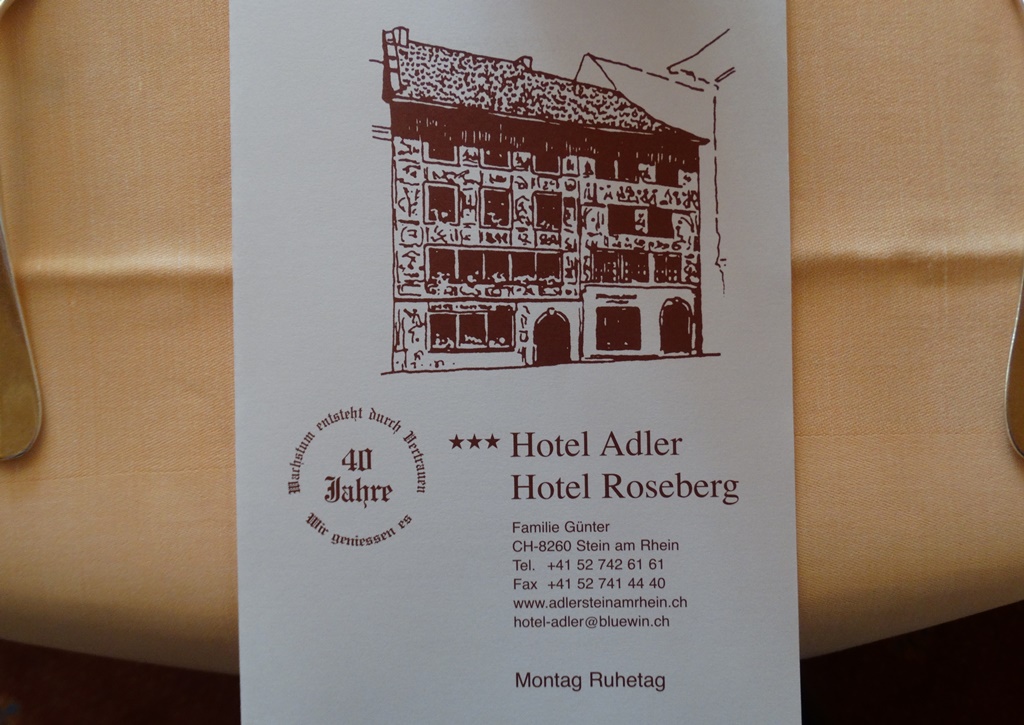 Wachstum entsteht durch Vertrauen
40
Jahre
Wir geniessen es
★★★ Hotel Adler
Hotel Roseberg
Familie Günter
CH-8260 Stein am Rhein
Tel. +41 52 742 61 61
Fax +41 52 741 44 40
www.adlersteinamrhein.ch
hotel-adler@bluewin.ch
Montag Ruhetag